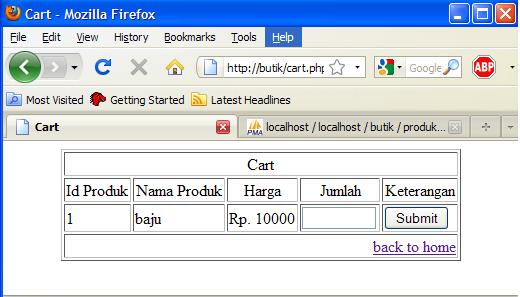 Cart - Mozilla Firefox
File Edit View History Bookmarks Tools Help
http://butik/cart.php
Google
ABP
Most Visited Getting Started Latest Headlines
Cart
PMA localhost / localhost / butik / produk...
Cart
Id Produk Nama Produk Harga Jumlah Keterangan
1 baju Rp. 10000 Submit
back to home